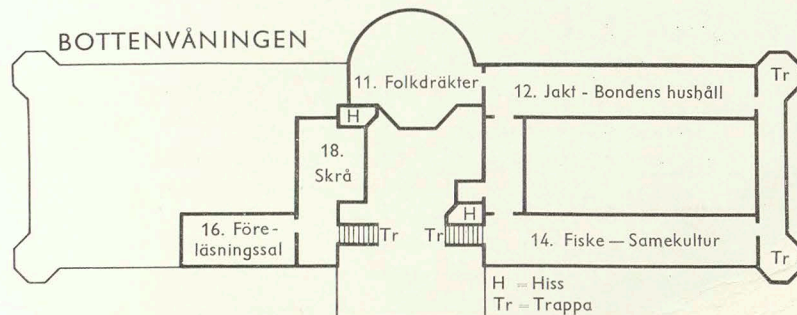 BOTTENVÅNINGEN
11. Folkdräkter
Tr
12. Jakt - Bondens hushåll
H
18.
Skrå
H
16. Före-
läsningssal
Tr
Tr
14. Fiske — Samekultur
Tr
H = Hiss
Tr = Trappa